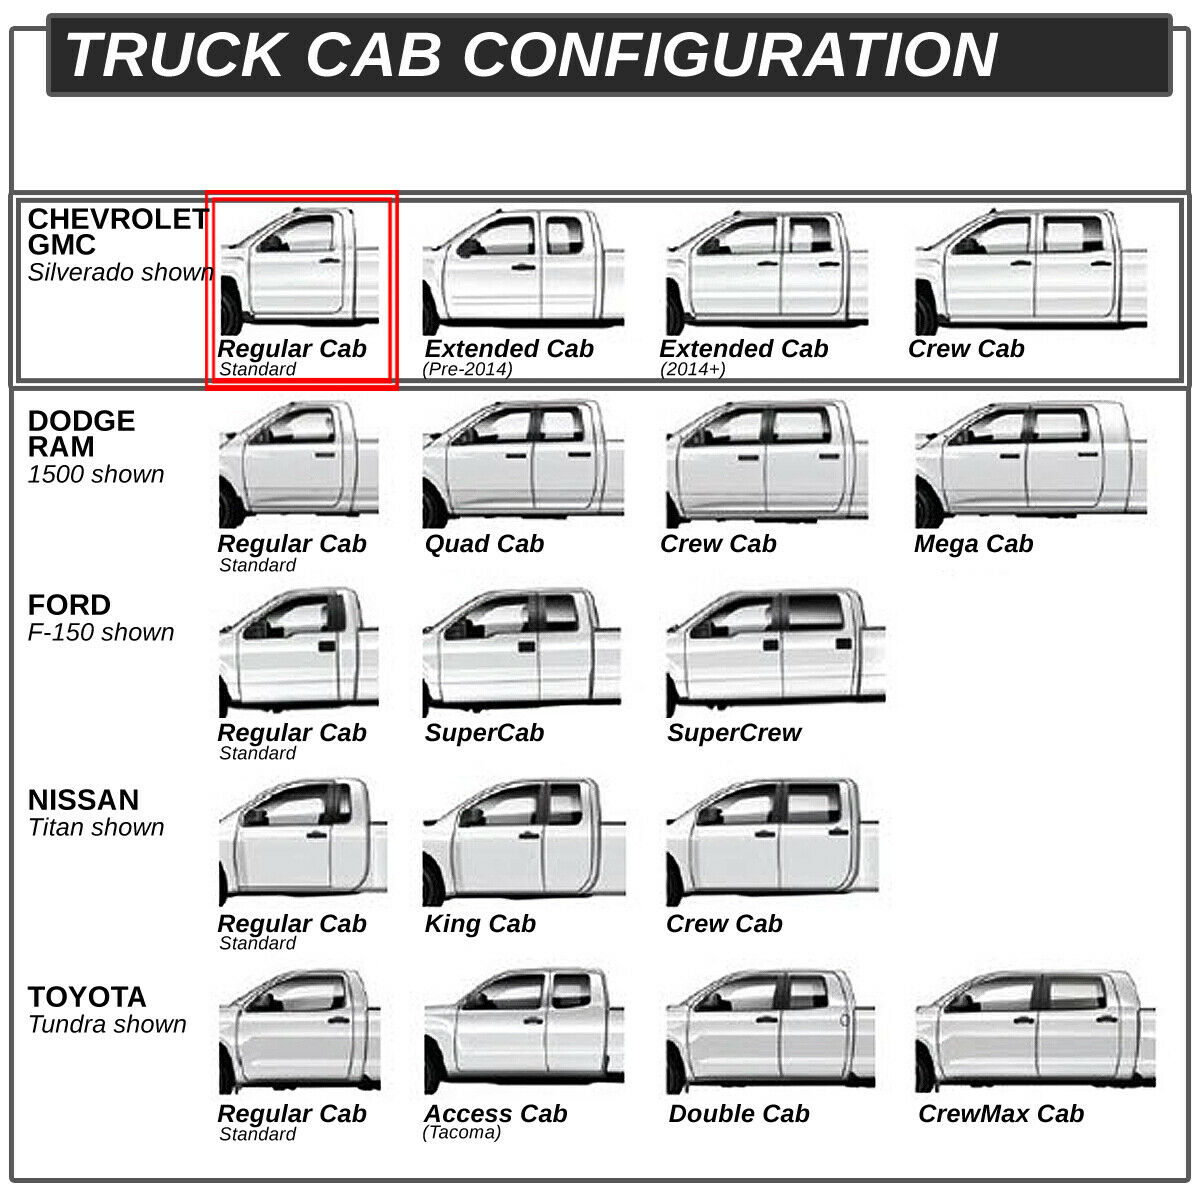 TRUCK CAB CONFIGURATION
CHEVROLET
GMC
Silverado shown
Regular Cab
Standard
Extended Cab
(Pre-2014)
Extended Cab
(2014+)
Crew Cab
DODGE
RAM
1500 shown
Regular Cab
Standard
Quad Cab
Crew Cab
Mega Cab
FORD
F-150 shown
Regular Cab
Standard
SuperCab
SuperCrew
NISSAN
Titan shown
Regular Cab
Standard
King Cab
Crew Cab
TOYOTA
Tundra shown
Regular Cab
Standard
Access Cab
(Tacoma)
Double Cab
CrewMax Cab